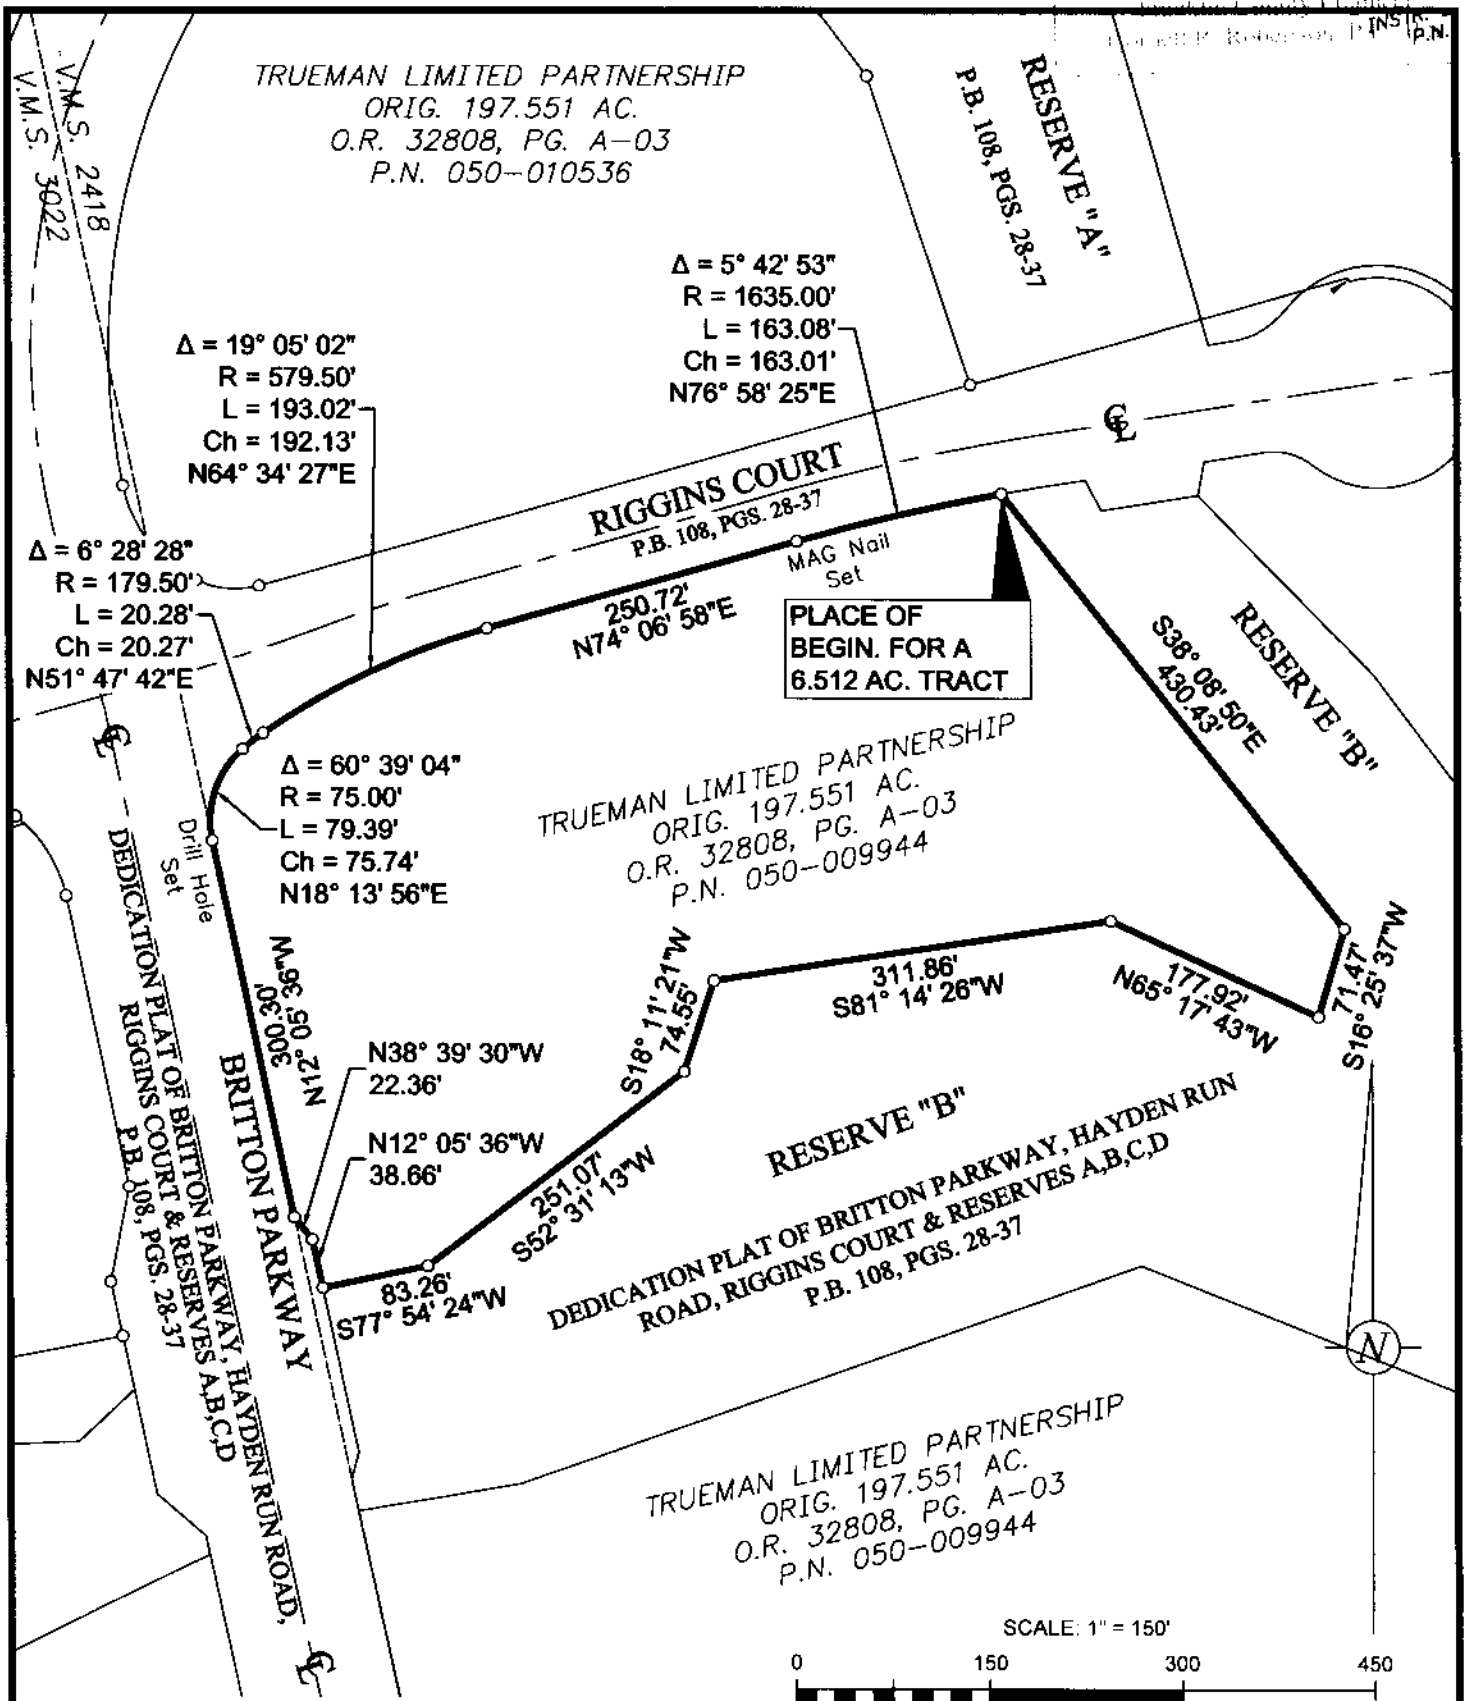 INSTR.
P.N.
V.M.S. 2418
V.M.S. 3022
TRUEMAN LIMITED PARTNERSHIP
ORIG. 197.551 AC.
O.R. 32808, PG. A-03
P.N. 050-010536
RESERVE "A"
P.B. 108, PGS. 28-37
Δ = 5° 42' 53"
R = 1635.00'
L = 163.08'
Ch = 163.01'
N76° 58' 25"E
Δ = 19° 05' 02"
R = 579.50'
L = 193.02'
Ch = 192.13'
N64° 34' 27"E
RIGGINS COURT
P.B. 108, PGS. 28-37
CL
Δ = 6° 28' 28"
R = 179.50'
L = 20.28'
Ch = 20.27'
N51° 47' 42"E
MAG Nail
Set
250.72'
N74° 06' 58"E
PLACE OF
BEGIN. FOR A
6.512 AC. TRACT
S38° 08' 50"E
430.43'
RESERVE "B"
CL
Δ = 60° 39' 04"
R = 75.00'
L = 79.39'
Ch = 75.74'
N18° 13' 56"E
TRUEMAN LIMITED PARTNERSHIP
ORIG. 197.551 AC.
O.R. 32808, PG. A-03
P.N. 050-009944
Drill Hole
Set
N12° 05' 36"W
300.30'
S18° 11' 21"W
74.55'
311.86'
S81° 14' 26"W
177.92'
N65° 17' 43"W
71.47'
S16° 25' 37"W
N38° 39' 30"W
22.36'
N12° 05' 36"W
38.66'
251.07'
S52° 31' 13"W
83.26'
S77° 54' 24"W
BRITTON PARKWAY
DEDICATION PLAT OF BRITTON PARKWAY, HAYDEN RUN ROAD,
RIGGINS COURT & RESERVES A,B,C,D
P.B. 108, PGS. 28-37
RESERVE "B"
DEDICATION PLAT OF BRITTON PARKWAY, HAYDEN RUN
ROAD, RIGGINS COURT & RESERVES A,B,C,D
P.B. 108, PGS. 28-37
N
TRUEMAN LIMITED PARTNERSHIP
ORIG. 197.551 AC.
O.R. 32808, PG. A-03
P.N. 050-009944
CL
SCALE: 1" = 150'
0 150 300 450